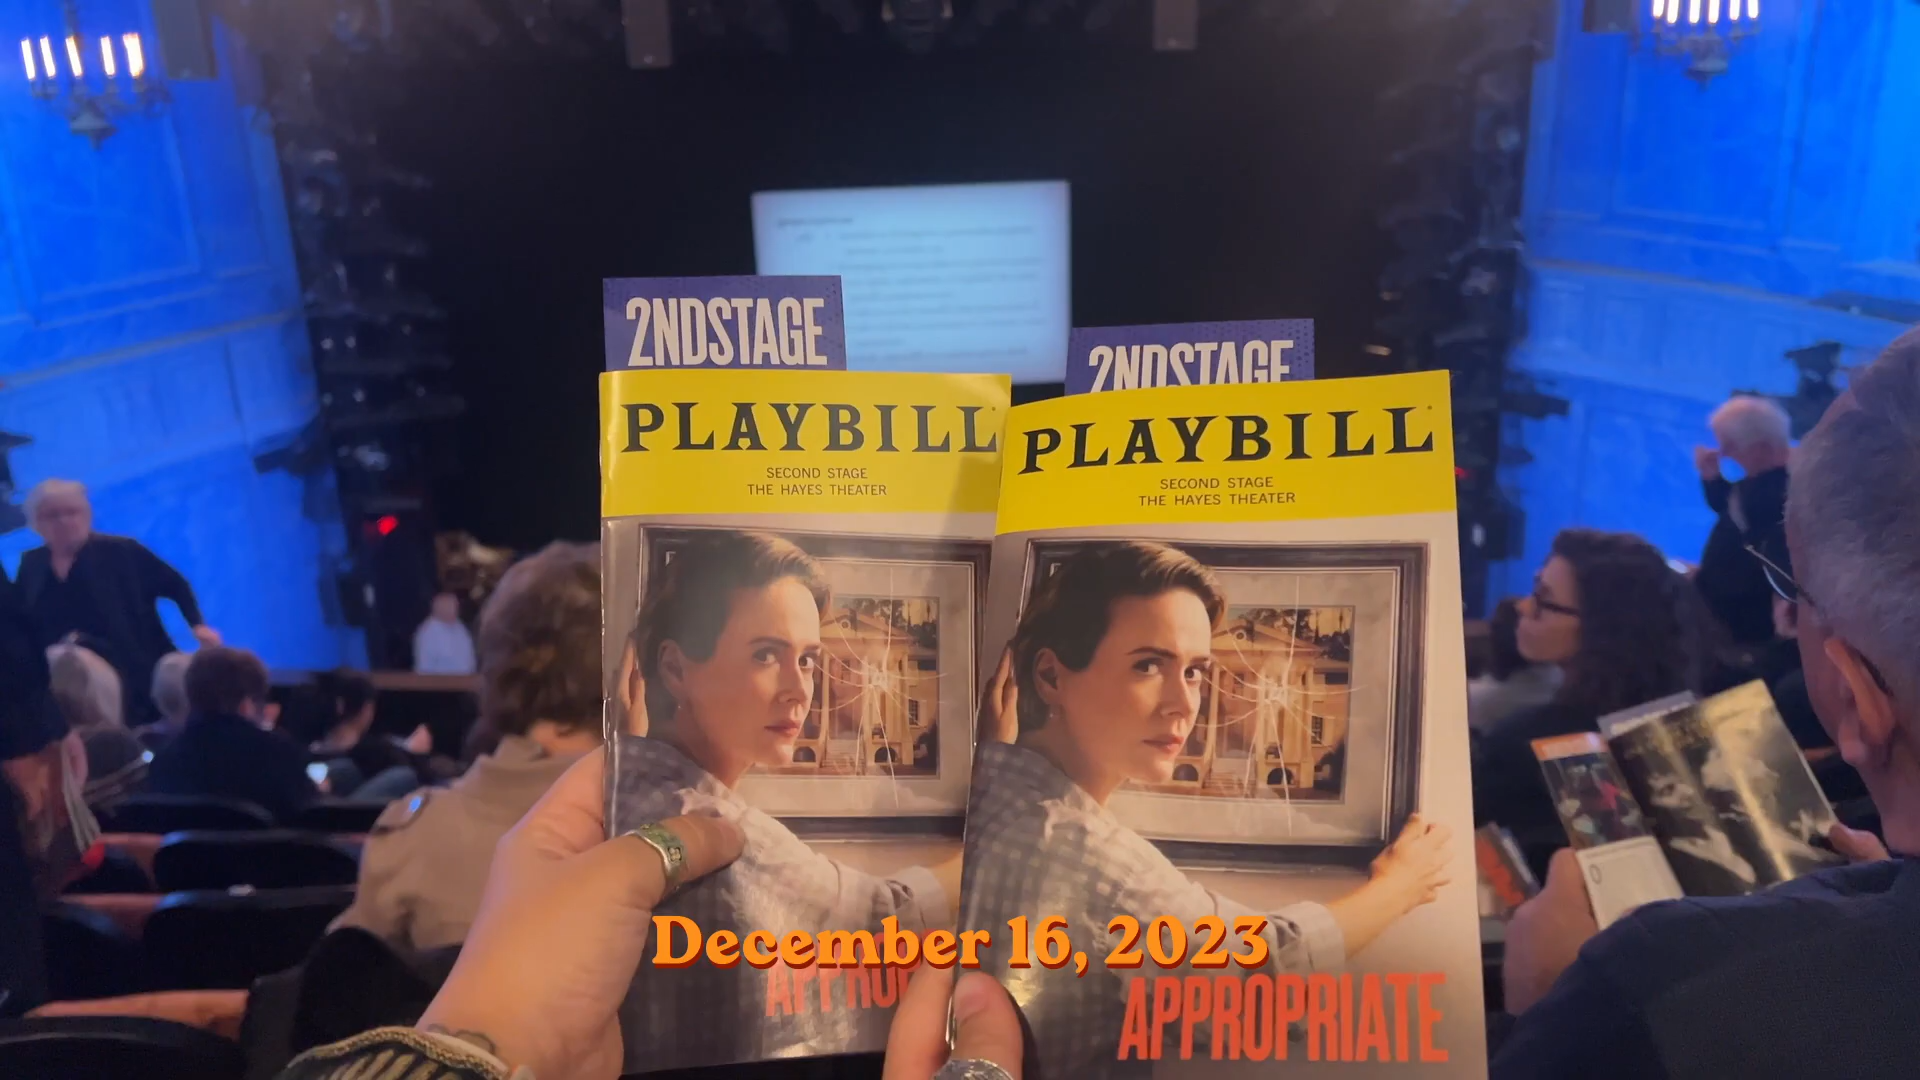 2NDSTAGE
PLAYBILL
SECOND STAGE
THE HAYES THEATER
2NDSTAGE
PLAYBILL
SECOND STAGE
THE HAYES THEATER
December 16, 2023
APPROPRIATE